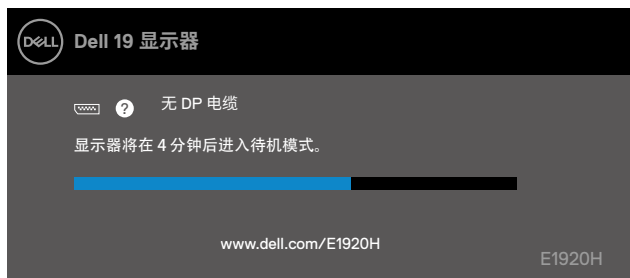 DELL
Dell 19 显示器
? 无 DP 电缆
显示器将在 4 分钟后进入待机模式。
www.dell.com/E1920H
E1920H